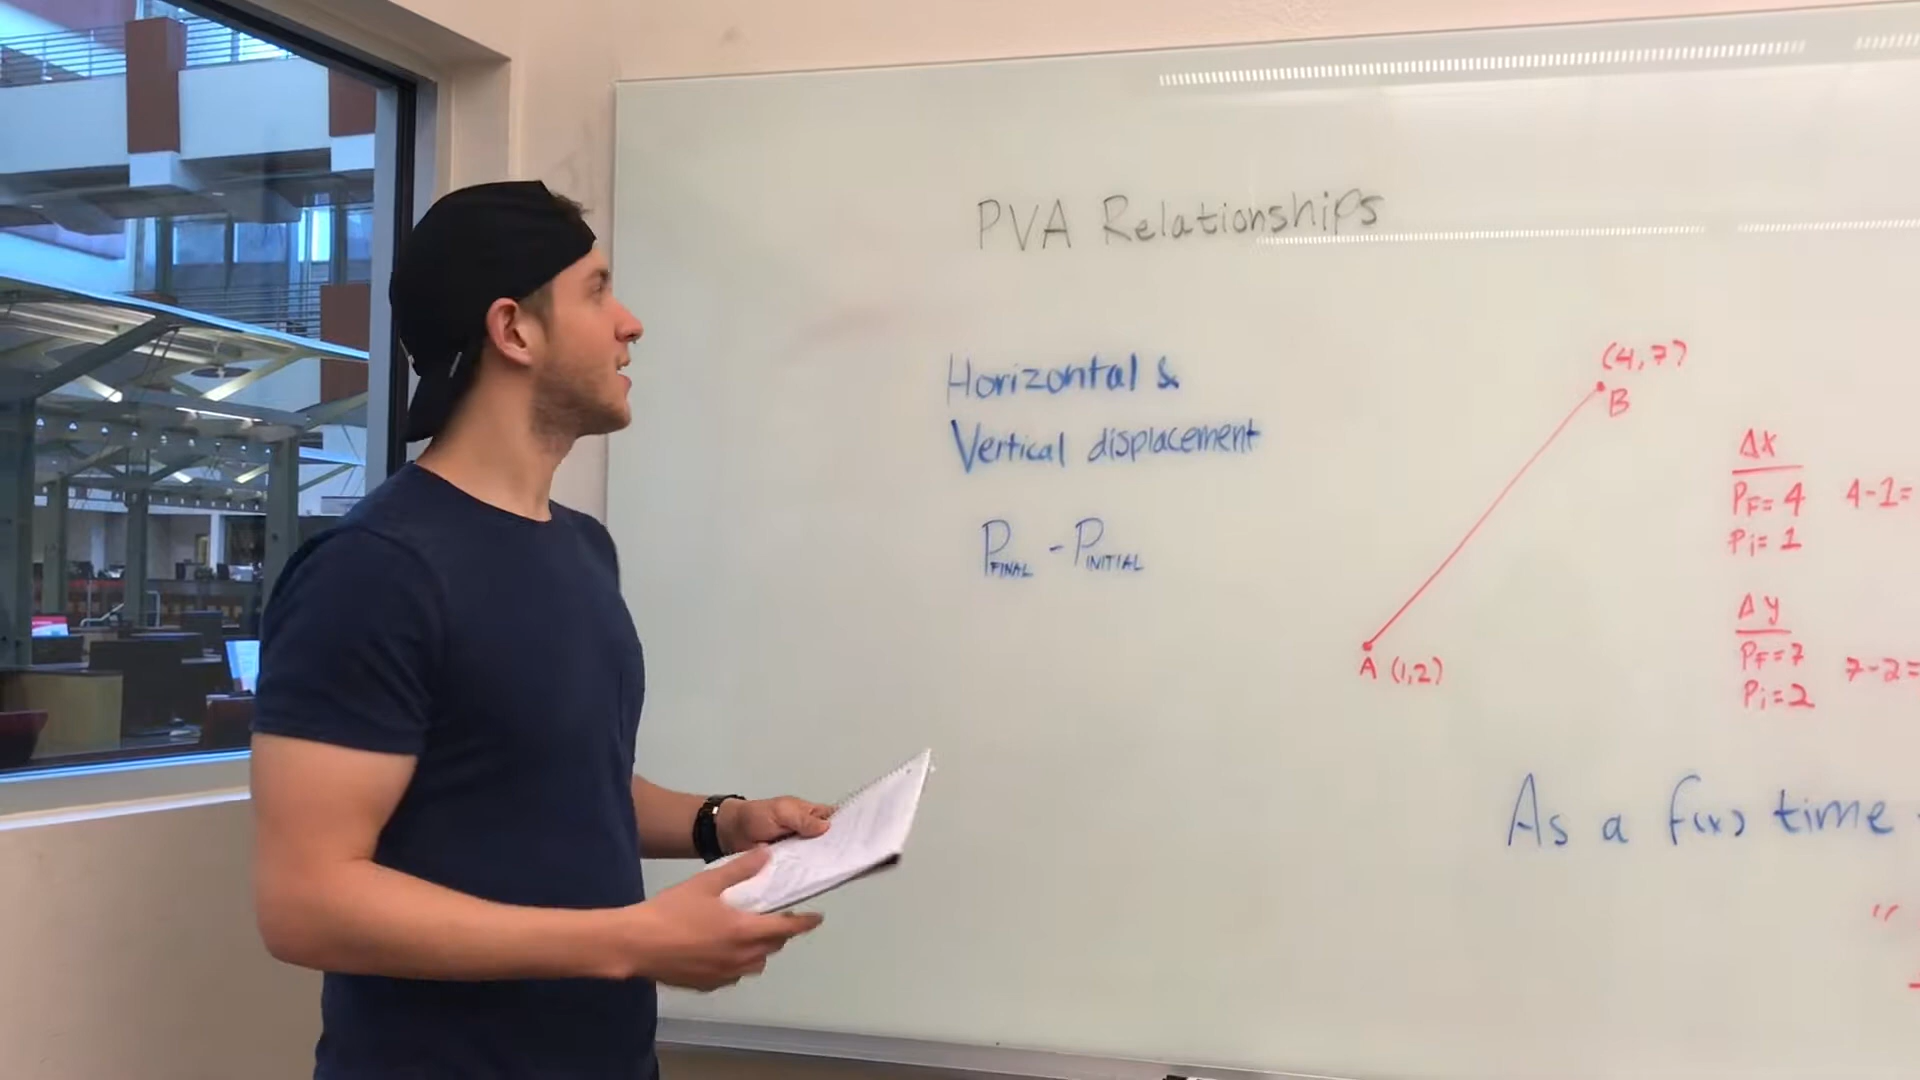 PVA Relationships
Horizontal &
Vertical displacement
PFINAL - PINITIAL
(4,7)
B
A (1,2)
Δx
PF= 4 4-1=
Pi= 1
Δy
PF=7 7-2=
Pi=2
As a f(x) time
"